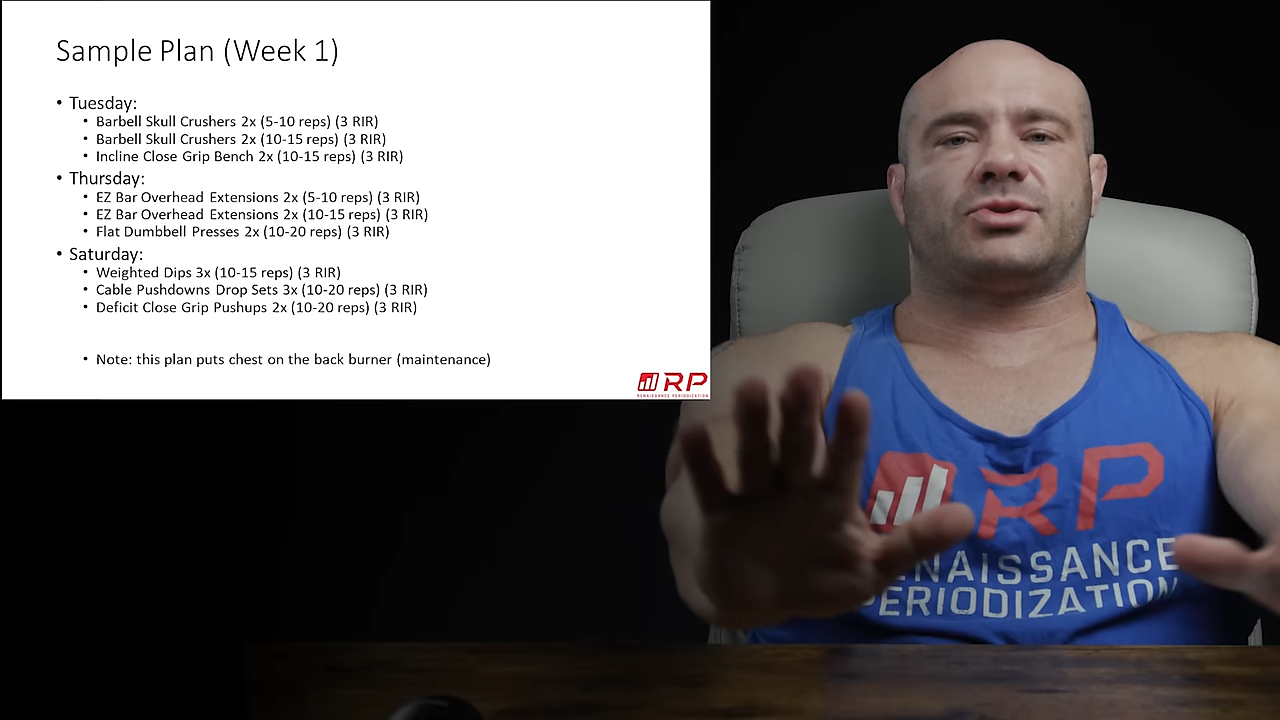 Sample Plan (Week 1)
• Tuesday:
• Barbell Skull Crushers 2x (5-10 reps) (3 RIR)
• Barbell Skull Crushers 2x (10-15 reps) (3 RIR)
• Incline Close Grip Bench 2x (10-15 reps) (3 RIR)
• Thursday:
• EZ Bar Overhead Extensions 2x (5-10 reps) (3 RIR)
• EZ Bar Overhead Extensions 2x (10-15 reps) (3 RIR)
• Flat Dumbbell Presses 2x (10-20 reps) (3 RIR)
• Saturday:
• Weighted Dips 3x (10-15 reps) (3 RIR)
• Cable Pushdowns Drop Sets 3x (10-20 reps) (3 RIR)
• Deficit Close Grip Pushups 2x (10-20 reps) (3 RIR)
• Note: this plan puts chest on the back burner (maintenance)
RP
RENAISSANCE PERIODIZATION
RP
ENAISSANCE
PERIODIZATION